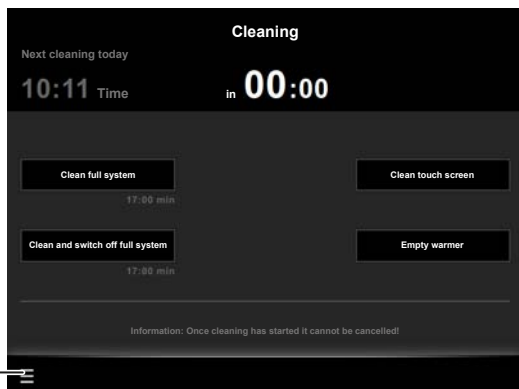 Cleaning
Next cleaning today
10:11 Time in 00:00
Clean full system Clean touch screen
17:00 min
Clean and switch off full system Empty warmer
17:00 min
Information: Once cleaning has started it cannot be cancelled!